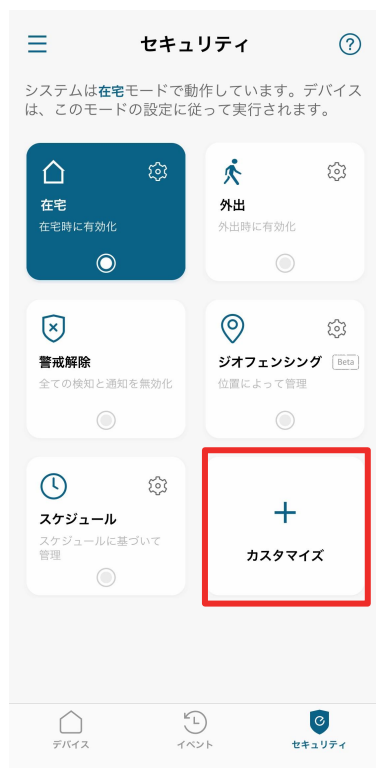 セキュリティ
システムは在宅モードで動作しています。デバイス
は、このモードの設定に従って実行されます。
在宅
在宅時に有効化
外出
外出時に有効化
警戒解除
全ての検知と通知を無効化
ジオフェンシング Beta
位置によって管理
スケジュール
スケジュールに基づいて
管理
カスタマイズ
デバイス
イベント
セキュリティ